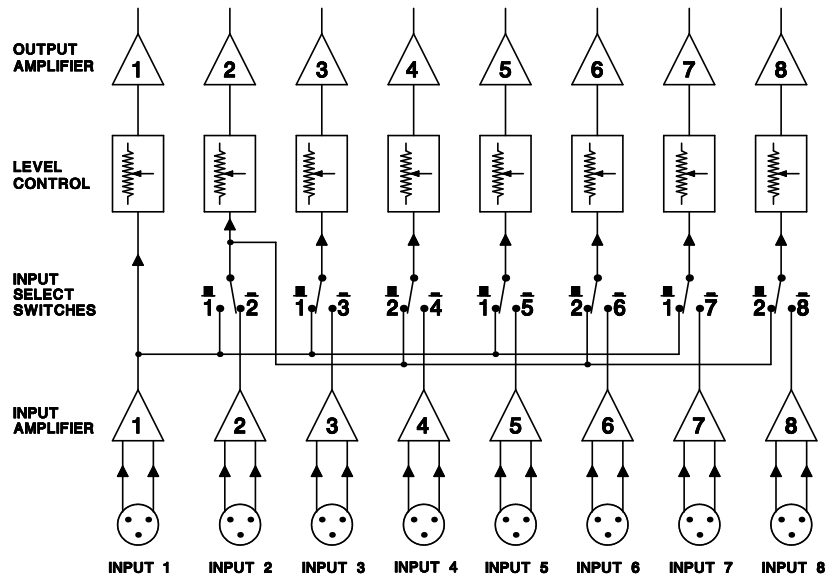 OUTPUT
AMPLIFIER
1 2 3 4 5 6 7 8
LEVEL
CONTROL
INPUT
SELECT
SWITCHES
1 2 1 3 2 4 1 5 2 6 1 7 2 8
INPUT
AMPLIFIER
1 2 3 4 5 6 7 8
INPUT 1 INPUT 2 INPUT 3 INPUT 4 INPUT 5 INPUT 6 INPUT 7 INPUT 8